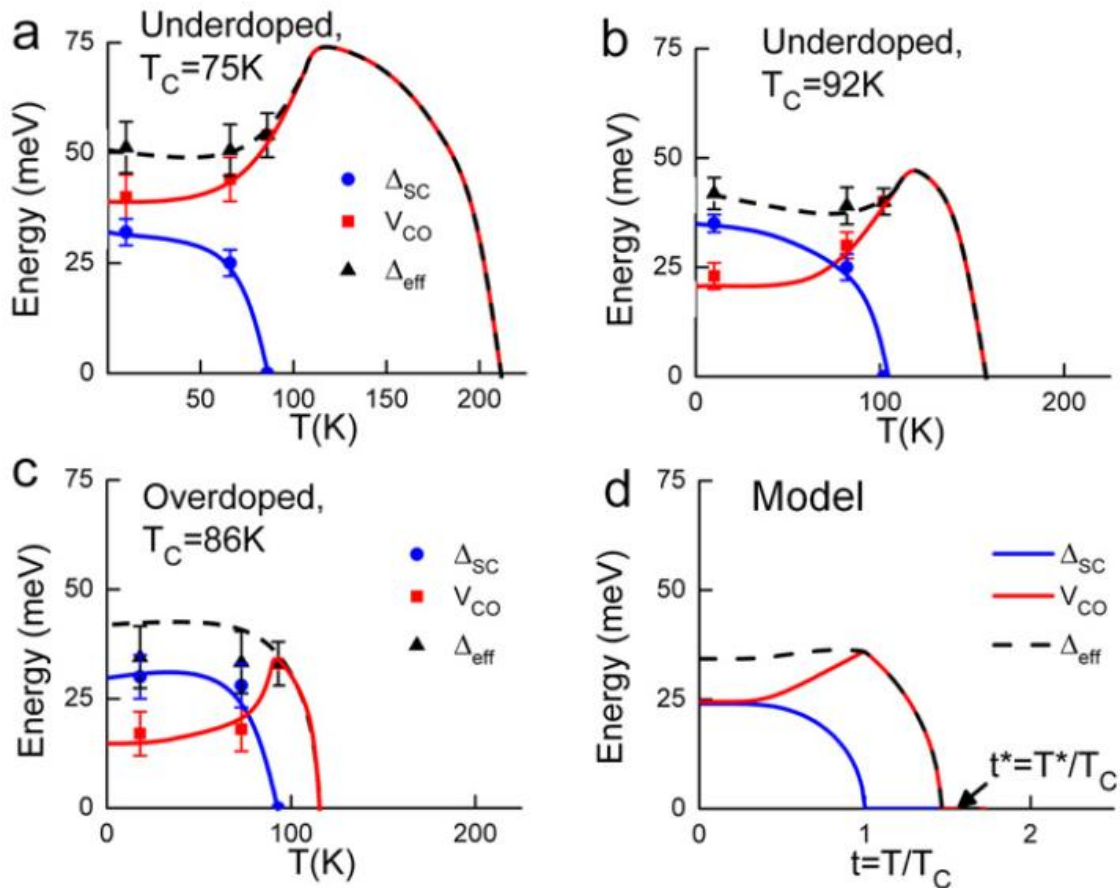 a
Underdoped,
T_C=75K
75
50
25
0
Energy (meV)
Δ_SC
V_CO
Δ_eff
0
50
100
150
200
T(K)
b
Underdoped,
T_C=92K
75
50
25
0
Energy (meV)
0
100
200
T(K)
c
Overdoped,
T_C=86K
75
50
25
0
Energy (meV)
Δ_SC
V_CO
Δ_eff
0
100
200
T(K)
d
Model
75
50
25
0
Energy (meV)
Δ_SC
V_CO
Δ_eff
t*=T*/T_C
0
1
2
t=T/T_C